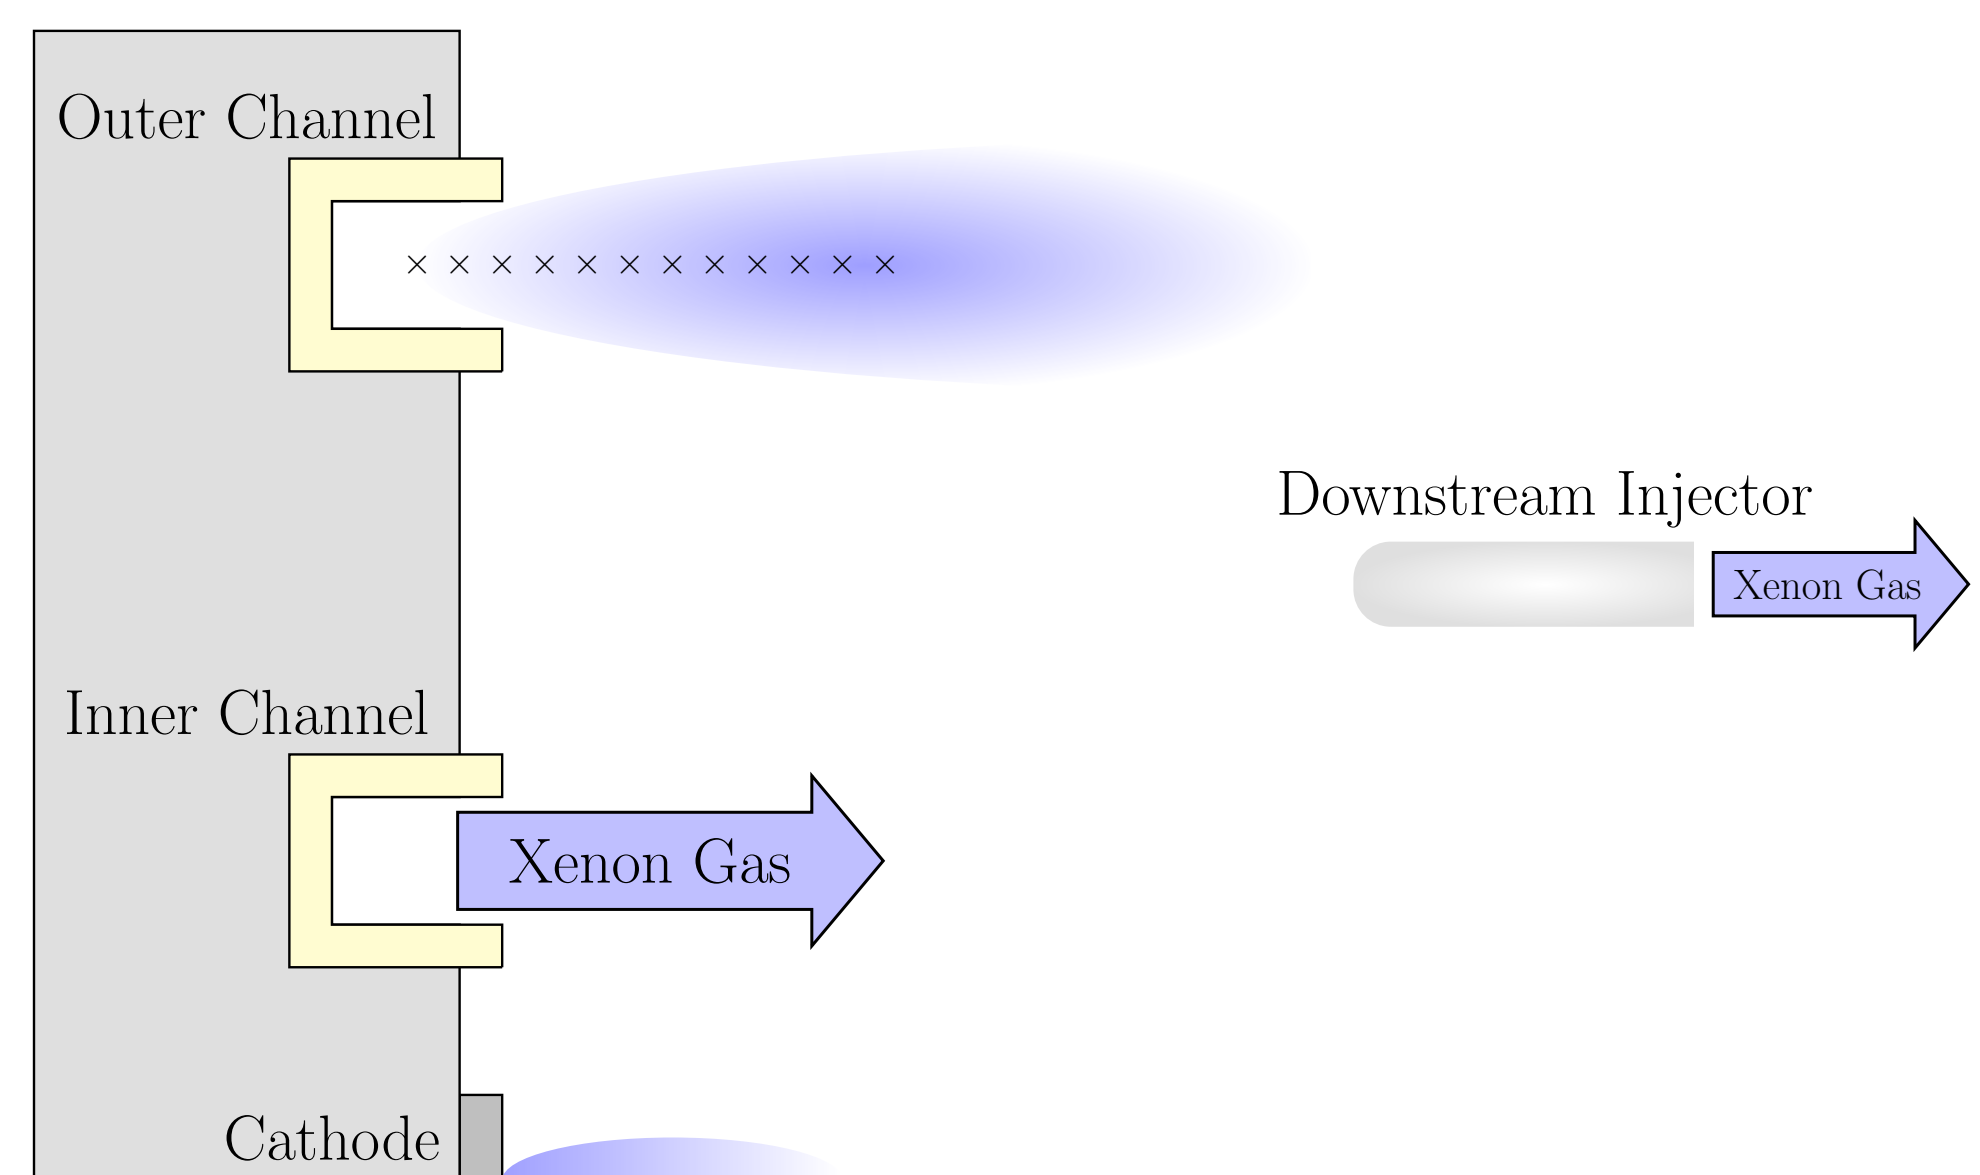 Outer Channel
Downstream Injector
Xenon Gas
Inner Channel
Xenon Gas
Cathode